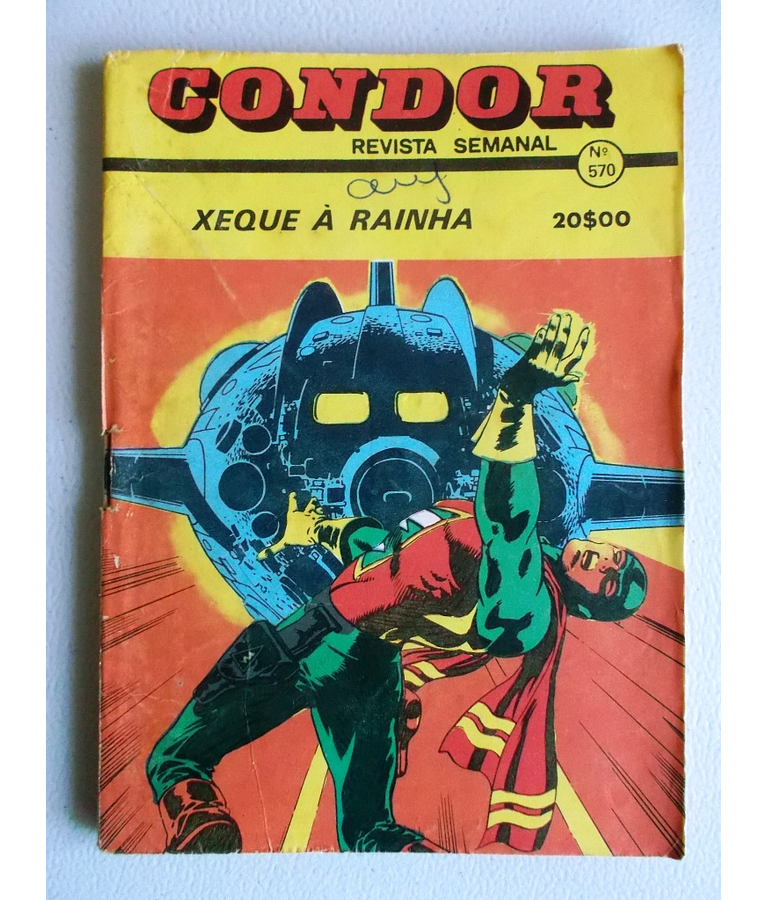 CONDOR
REVISTA SEMANAL
Nº
570
XEQUE À RAINHA 20$00